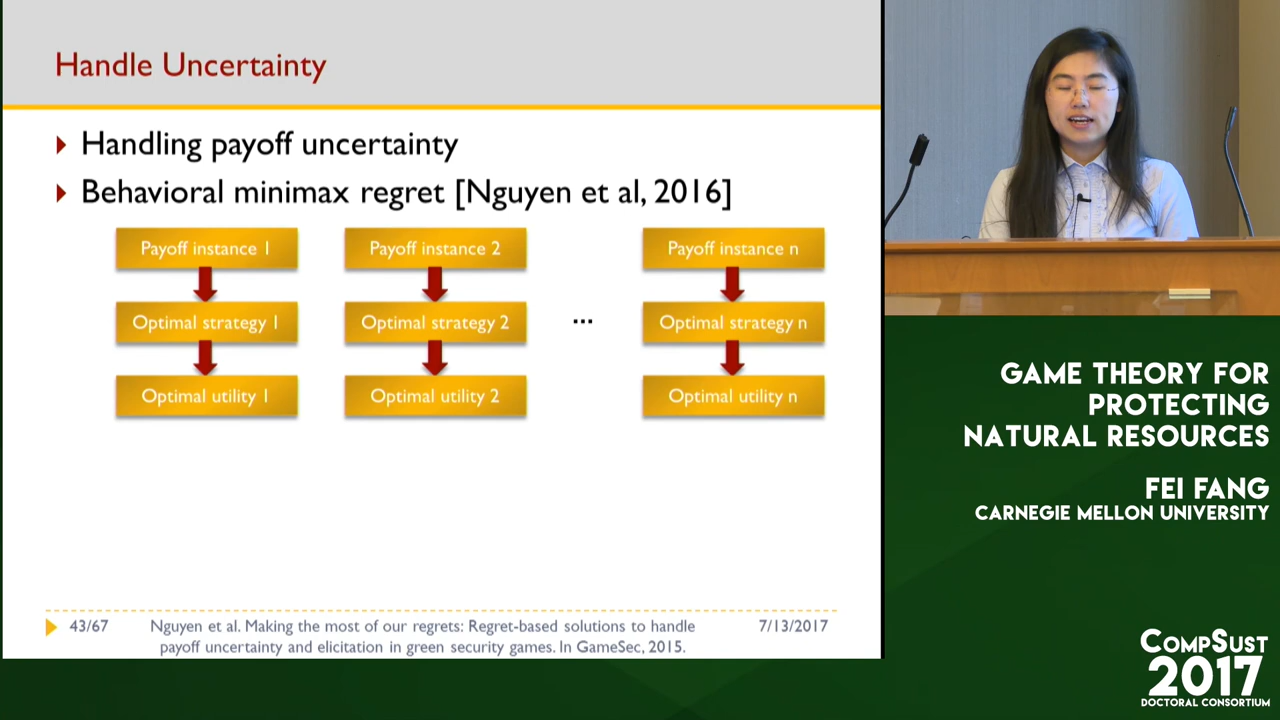 Handle Uncertainty
Handling payoff uncertainty
Behavioral minimax regret [Nguyen et al, 2016]
Payoff instance 1
Payoff instance 2
Payoff instance n
Optimal strategy 1
Optimal strategy 2
...
Optimal strategy n
Optimal utility 1
Optimal utility 2
Optimal utility n
43/67
Nguyen et al. Making the most of our regrets: Regret-based solutions to handle
payoff uncertainty and elicitation in green security games. In GameSec, 2015.
7/13/2017
GAME THEORY FOR
PROTECTING
NATURAL RESOURCES
FEI FANG
CARNEGIE MELLON UNIVERSITY
COMPSUST
2017
DOCTORAL CONSORTIUM